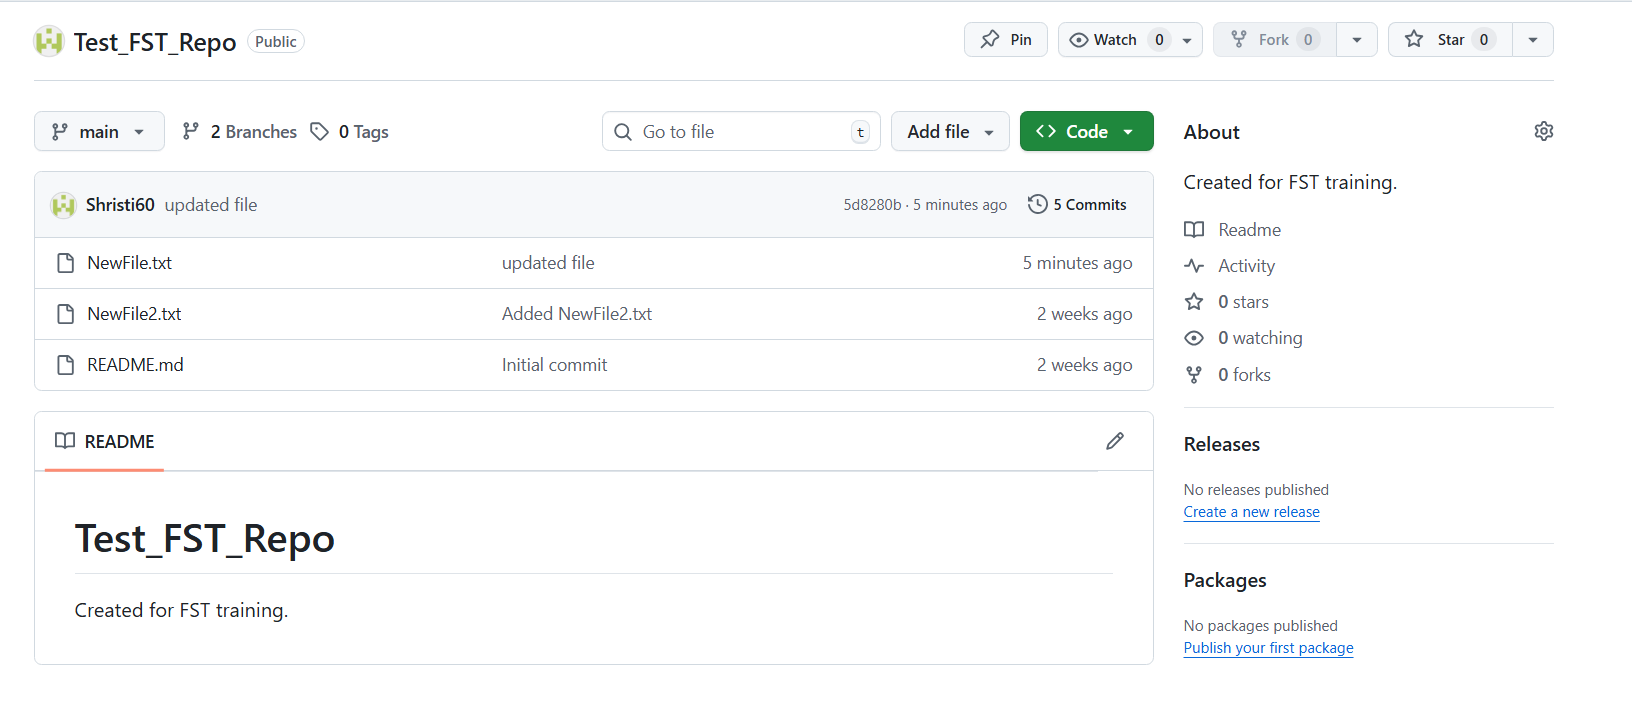 Test_FST_Repo Public Pin Watch 0 Fork 0 Star 0
main 2 Branches 0 Tags Go to file t Add file Code
Shristi60 updated file 5d8280b · 5 minutes ago 5 Commits
NewFile.txt updated file 5 minutes ago
NewFile2.txt Added NewFile2.txt 2 weeks ago
README.md Initial commit 2 weeks ago
README
Test_FST_Repo
Created for FST training.
About
Created for FST training.
Readme
Activity
0 stars
0 watching
0 forks
Releases
No releases published
Create a new release
Packages
No packages published
Publish your first package